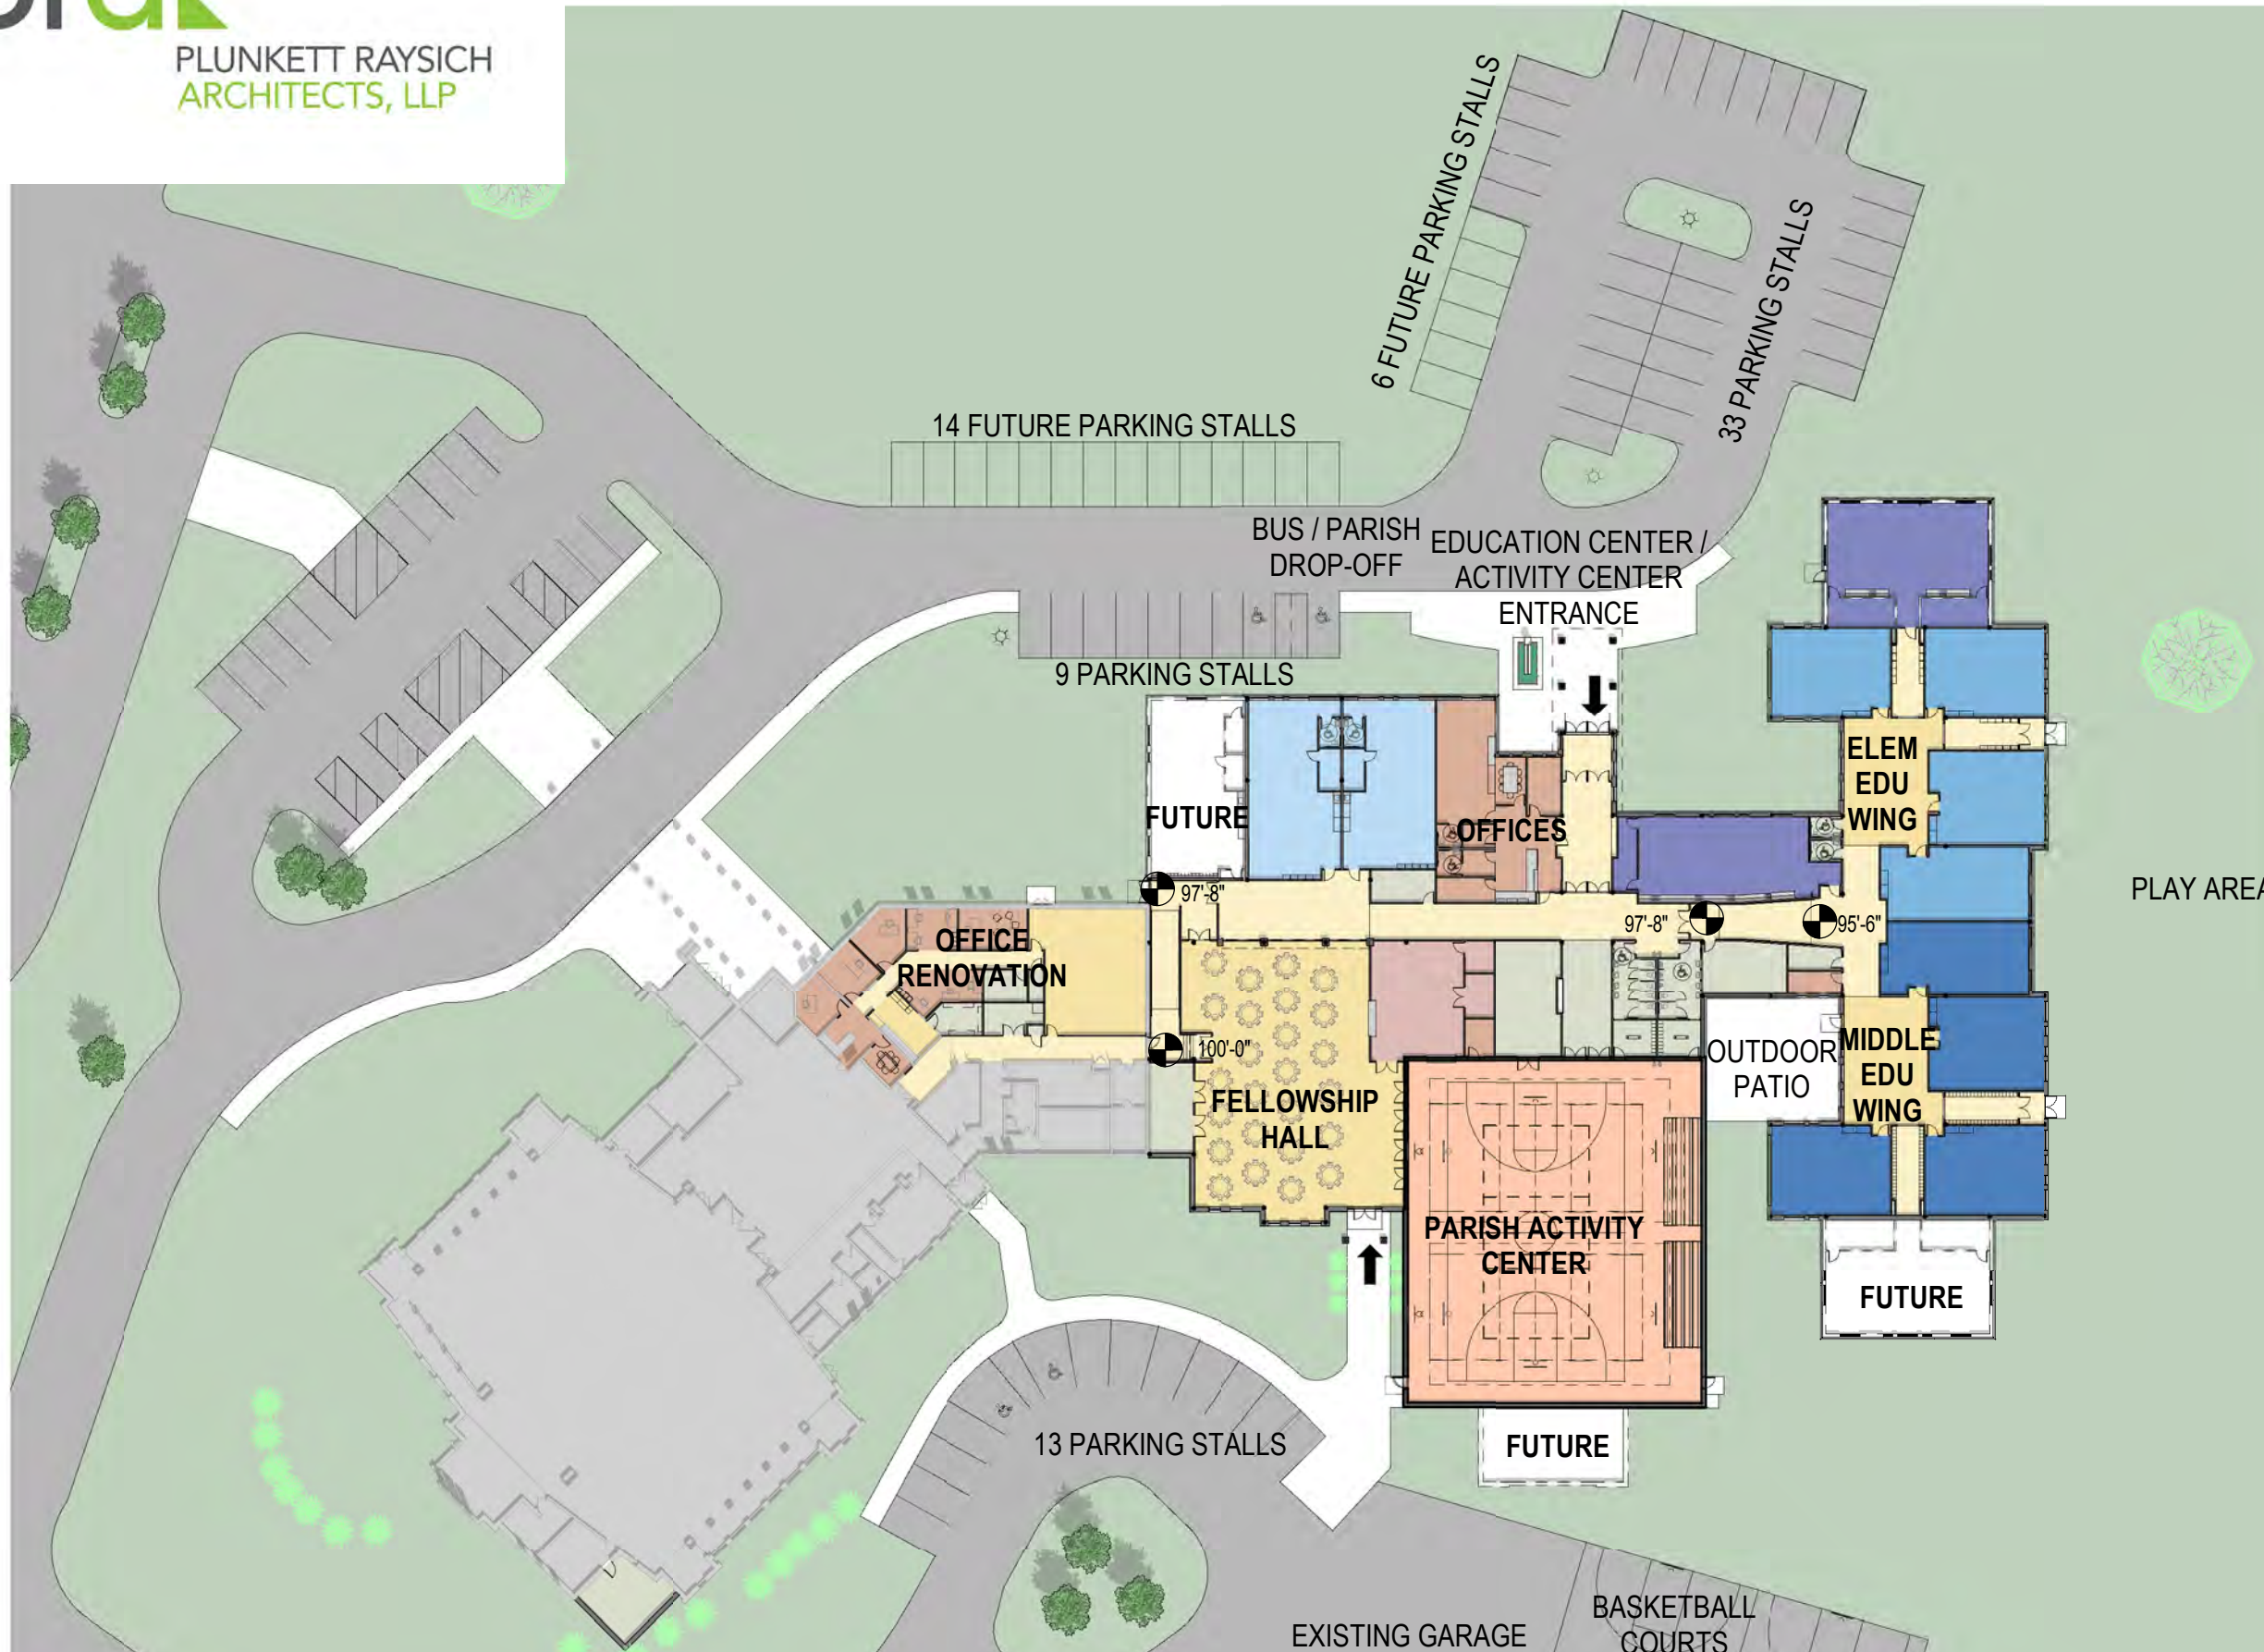 PLUNKETT RAYSICH
ARCHITECTS, LLP
6 FUTURE PARKING STALLS
33 PARKING STALLS
14 FUTURE PARKING STALLS
BUS / PARISH
DROP-OFF
EDUCATION CENTER /
ACTIVITY CENTER
ENTRANCE
9 PARKING STALLS
ELEM
EDU
WING
FUTURE
OFFICES
PLAY AREA
97'-8"
97'-8"
95'-6"
OFFICE
RENOVATION
100'-0"
OUTDOOR
PATIO
MIDDLE
EDU
WING
FELLOWSHIP
HALL
PARISH ACTIVITY
CENTER
FUTURE
13 PARKING STALLS
FUTURE
BASKETBALL
COURTS
EXISTING GARAGE